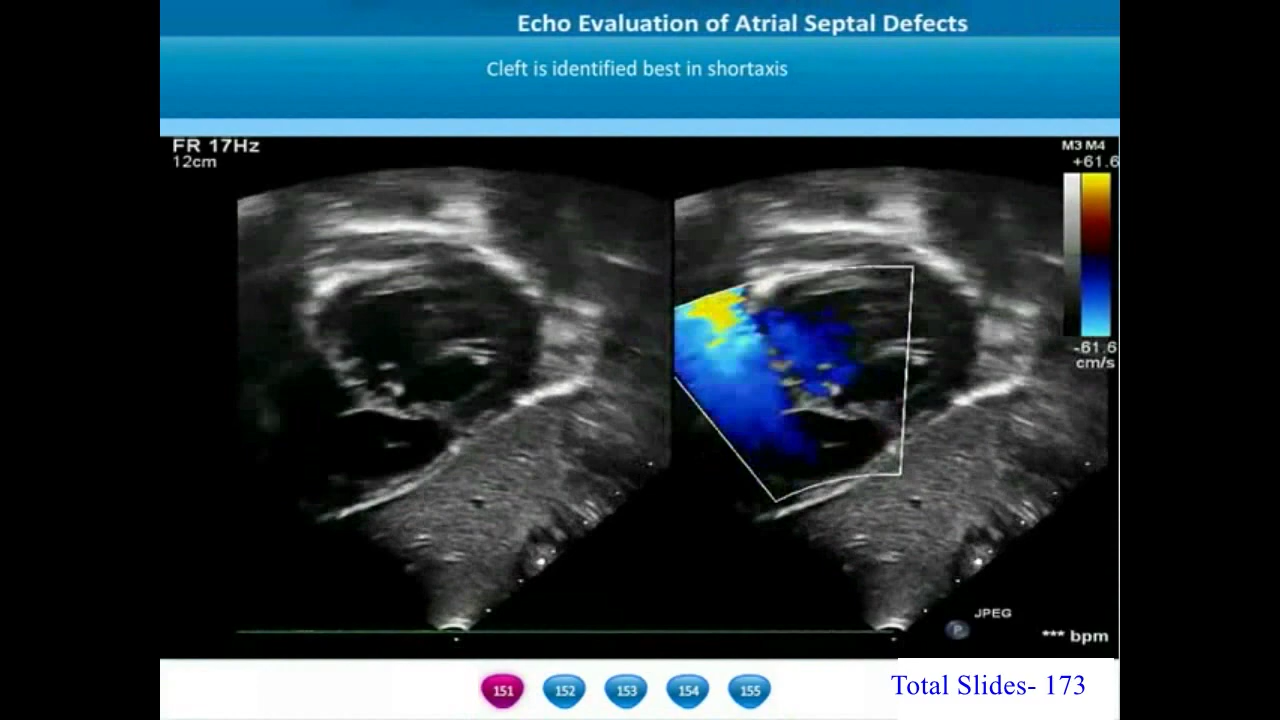 Echo Evaluation of Atrial Septal Defects
Cleft is identified best in shortaxis
FR 17Hz
12cm
M3 M4
+61.6
-61.6
cm/s
JPEG
P
*** bpm
151 152 153 154 155
Total Slides- 173